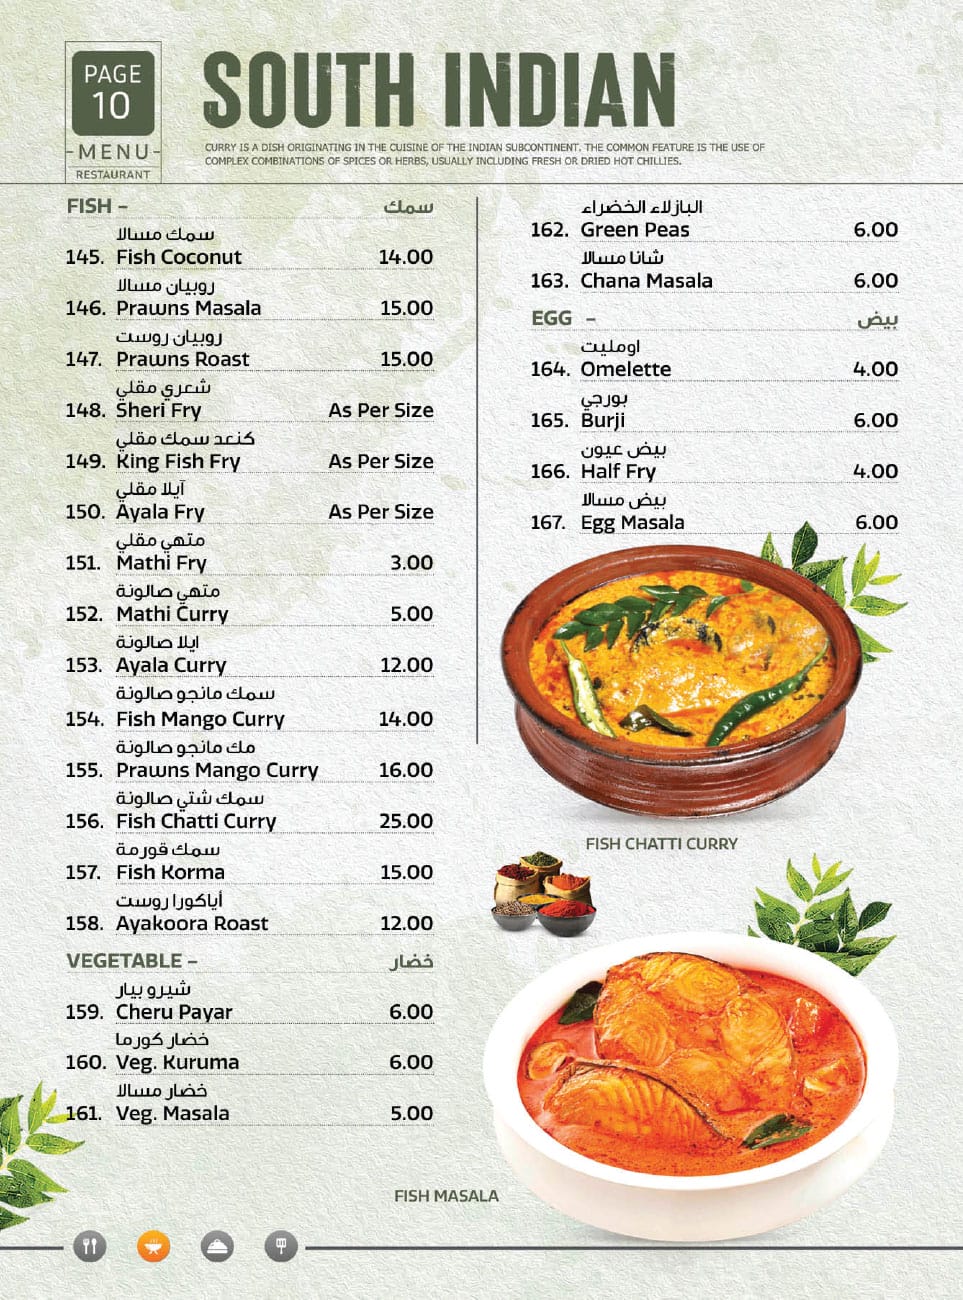 PAGE
10
-MENU-
RESTAURANT
SOUTH INDIAN
CURRY IS A DISH ORIGINATING IN THE CUISINE OF THE INDIAN SUBCONTINENT. THE COMMON FEATURE IS THE USE OF
COMPLEX COMBINATIONS OF SPICES OR HERBS, USUALLY INCLUDING FRESH OR DRIED HOT CHILLIES.
FISH – سمك
سمك مسالا
145. Fish Coconut 14.00
روبيان مسالا
146. Prawns Masala 15.00
روبيان روست
147. Prawns Roast 15.00
شعري مقلي
148. Sheri Fry As Per Size
كنعد سمك مقلي
149. King Fish Fry As Per Size
آيلا مقلي
150. Ayala Fry As Per Size
متهي مقلي
151. Mathi Fry 3.00
متهي صالونة
152. Mathi Curry 5.00
ايلا صالونة
153. Ayala Curry 12.00
سمك مانجو صالونة
154. Fish Mango Curry 14.00
مك مانجو صالونة
155. Prawns Mango Curry 16.00
سمك شتي صالونة
156. Fish Chatti Curry 25.00
سمك قورمة
157. Fish Korma 15.00
أياكورا روست
158. Ayakoora Roast 12.00
VEGETABLE – خضار
شيرو بيار
159. Cheru Payar 6.00
خضار كورما
160. Veg. Kuruma 6.00
خضار مسالا
161. Veg. Masala 5.00
البازلاء الخضراء
162. Green Peas 6.00
شانا مسالا
163. Chana Masala 6.00
EGG – بيض
اومليت
164. Omelette 4.00
بورجي
165. Burji 6.00
بيض عيون
166. Half Fry 4.00
بيض مسالا
167. Egg Masala 6.00
FISH CHATTI CURRY
FISH MASALA